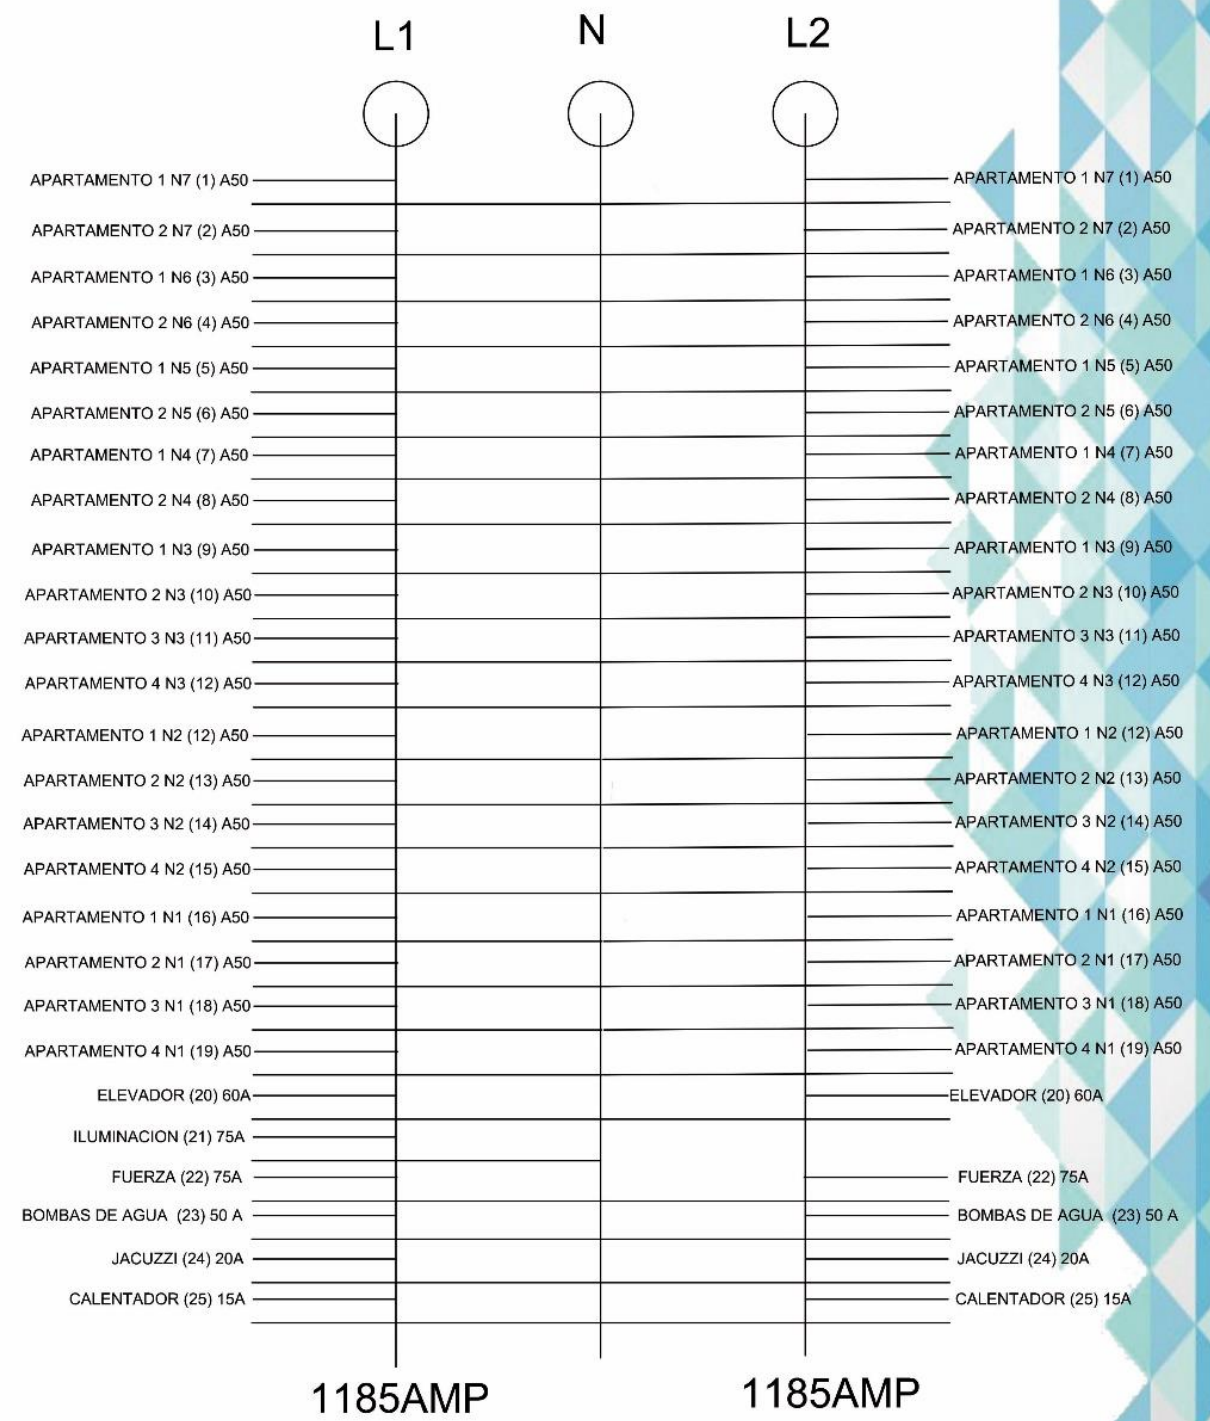 L1 N L2
APARTAMENTO 1 N7 (1) A50 APARTAMENTO 1 N7 (1) A50
APARTAMENTO 2 N7 (2) A50 APARTAMENTO 2 N7 (2) A50
APARTAMENTO 1 N6 (3) A50 APARTAMENTO 1 N6 (3) A50
APARTAMENTO 2 N6 (4) A50 APARTAMENTO 2 N6 (4) A50
APARTAMENTO 1 N5 (5) A50 APARTAMENTO 1 N5 (5) A50
APARTAMENTO 2 N5 (6) A50 APARTAMENTO 2 N5 (6) A50
APARTAMENTO 1 N4 (7) A50 APARTAMENTO 1 N4 (7) A50
APARTAMENTO 2 N4 (8) A50 APARTAMENTO 2 N4 (8) A50
APARTAMENTO 1 N3 (9) A50 APARTAMENTO 1 N3 (9) A50
APARTAMENTO 2 N3 (10) A50 APARTAMENTO 2 N3 (10) A50
APARTAMENTO 3 N3 (11) A50 APARTAMENTO 3 N3 (11) A50
APARTAMENTO 4 N3 (12) A50 APARTAMENTO 4 N3 (12) A50
APARTAMENTO 1 N2 (12) A50 APARTAMENTO 1 N2 (12) A50
APARTAMENTO 2 N2 (13) A50 APARTAMENTO 2 N2 (13) A50
APARTAMENTO 3 N2 (14) A50 APARTAMENTO 3 N2 (14) A50
APARTAMENTO 4 N2 (15) A50 APARTAMENTO 4 N2 (15) A50
APARTAMENTO 1 N1 (16) A50 APARTAMENTO 1 N1 (16) A50
APARTAMENTO 2 N1 (17) A50 APARTAMENTO 2 N1 (17) A50
APARTAMENTO 3 N1 (18) A50 APARTAMENTO 3 N1 (18) A50
APARTAMENTO 4 N1 (19) A50 APARTAMENTO 4 N1 (19) A50
ELEVADOR (20) 60A ELEVADOR (20) 60A
ILUMINACION (21) 75A
FUERZA (22) 75A FUERZA (22) 75A
BOMBAS DE AGUA (23) 50 A BOMBAS DE AGUA (23) 50 A
JACUZZI (24) 20A JACUZZI (24) 20A
CALENTADOR (25) 15A CALENTADOR (25) 15A
1185AMP 1185AMP